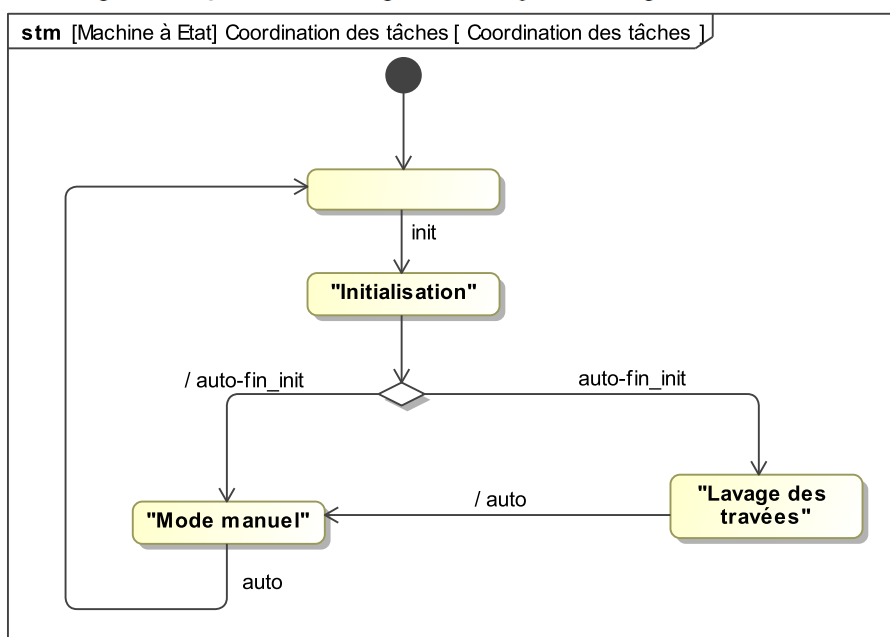 stm [Machine à Etat] Coordination des tâches [ Coordination des tâches ]
init
"Initialisation"
/ auto-fin_init
auto-fin_init
"Lavage des
travées"
/ auto
"Mode manuel"
auto